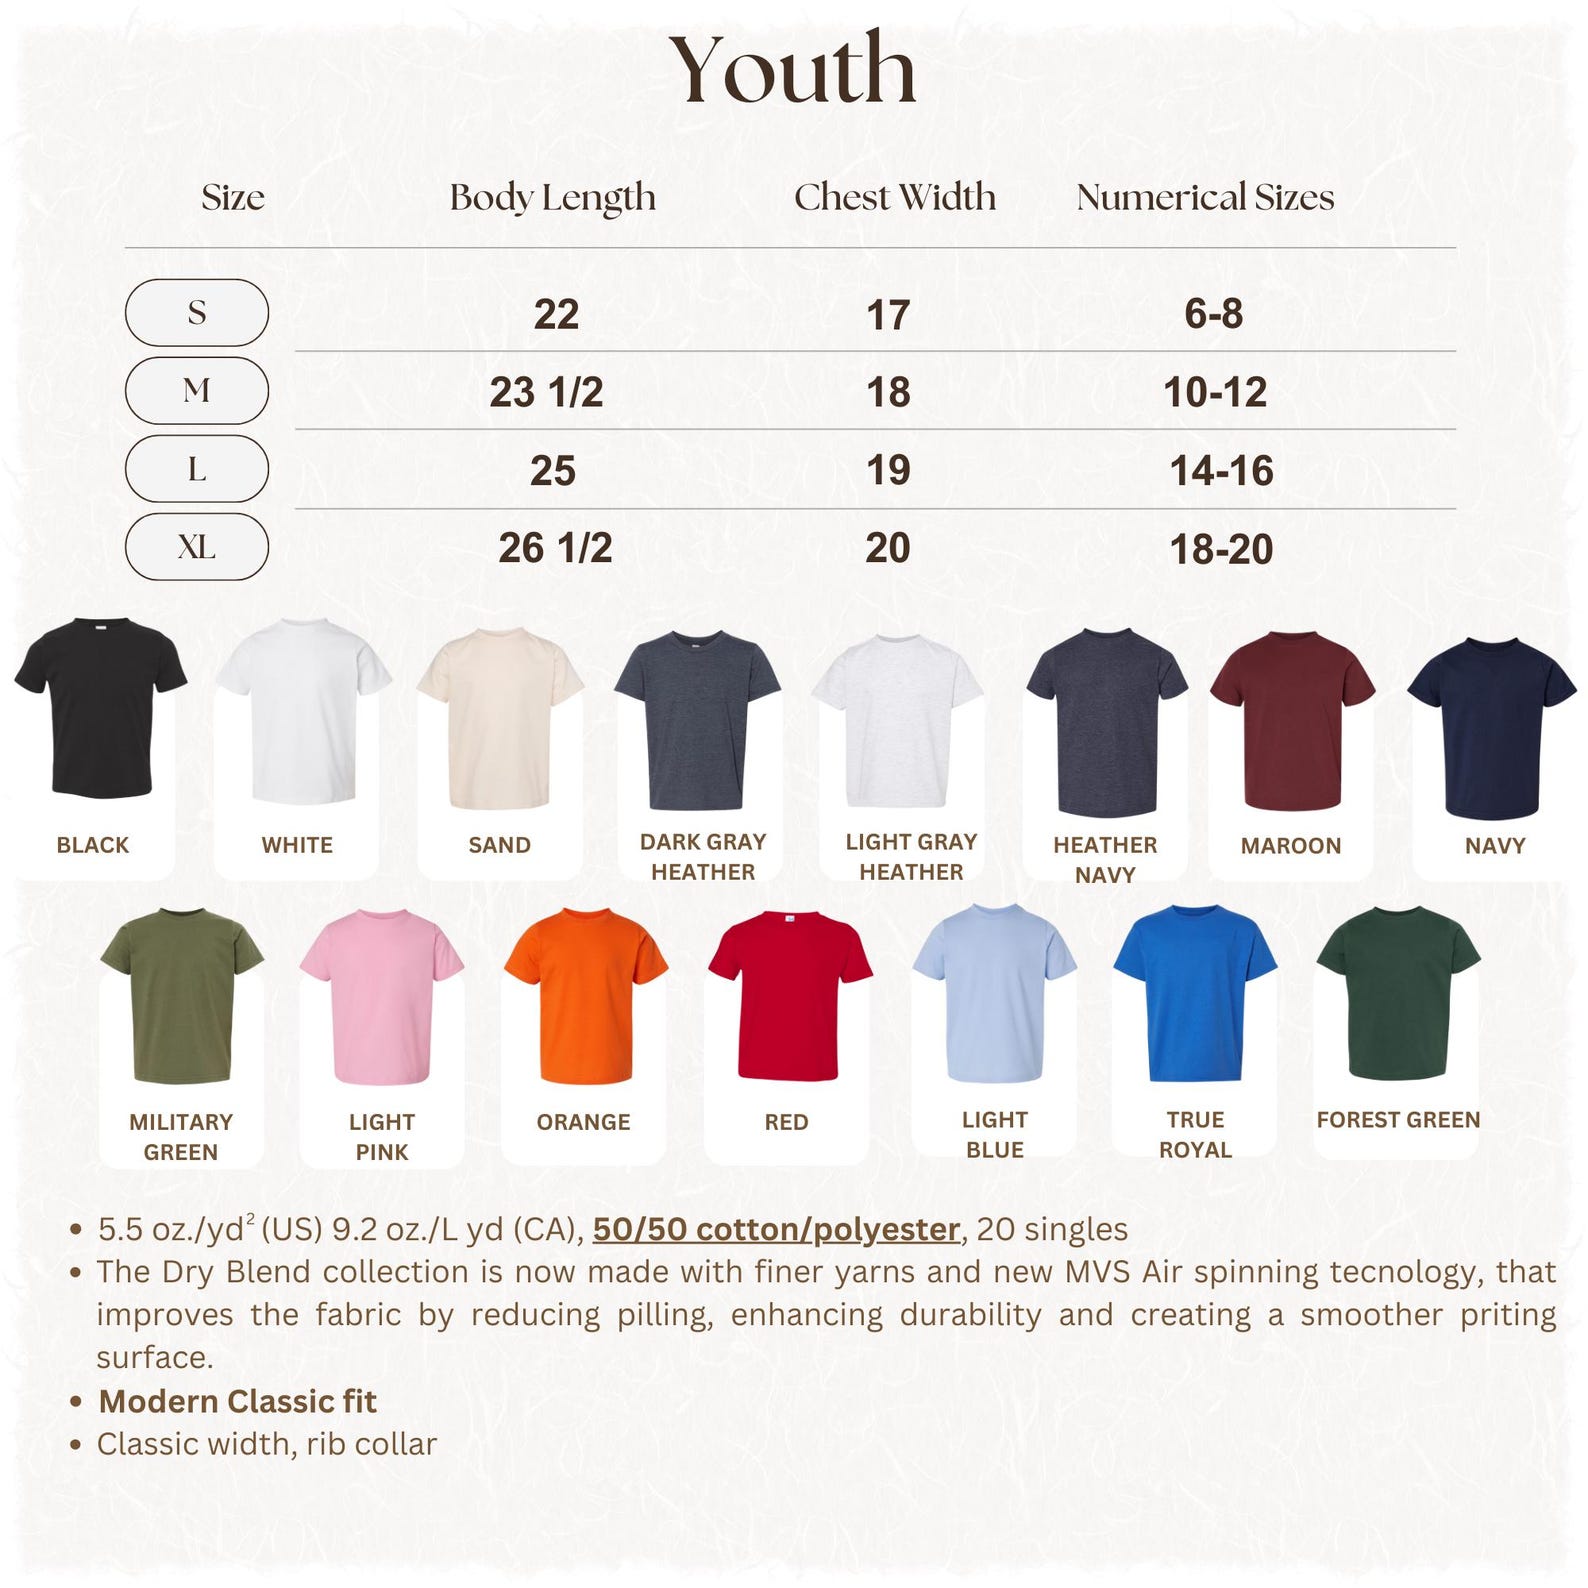 Youth
Size Body Length Chest Width Numerical Sizes
S 22 17 6-8
M 23 1/2 18 10-12
L 25 19 14-16
XL 26 1/2 20 18-20
BLACK WHITE SAND DARK GRAY HEATHER LIGHT GRAY HEATHER HEATHER NAVY MAROON NAVY
MILITARY GREEN LIGHT PINK ORANGE RED LIGHT BLUE TRUE ROYAL FOREST GREEN
• 5.5 oz./yd² (US) 9.2 oz./L yd (CA), 50/50 cotton/polyester, 20 singles
• The Dry Blend collection is now made with finer yarns and new MVS Air spinning tecnology, that
improves the fabric by reducing pilling, enhancing durability and creating a smoother priting
surface.
• Modern Classic fit
• Classic width, rib collar